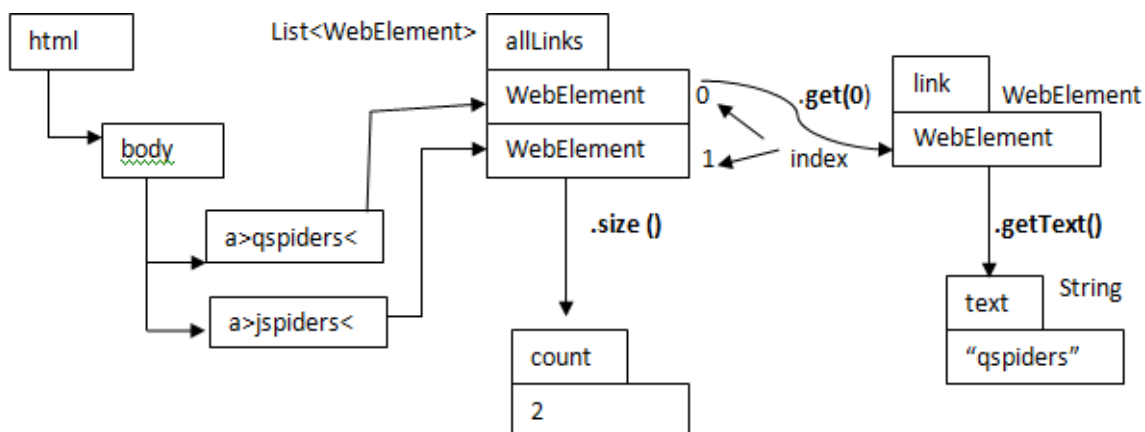 html
List<WebElement>
allLinks
WebElement
0
.get(0)
link
WebElement
WebElement
body
WebElement
1
index
a>qspiders<
.size ()
.getText()
a>jspiders<
text
String
count
"qspiders"
2